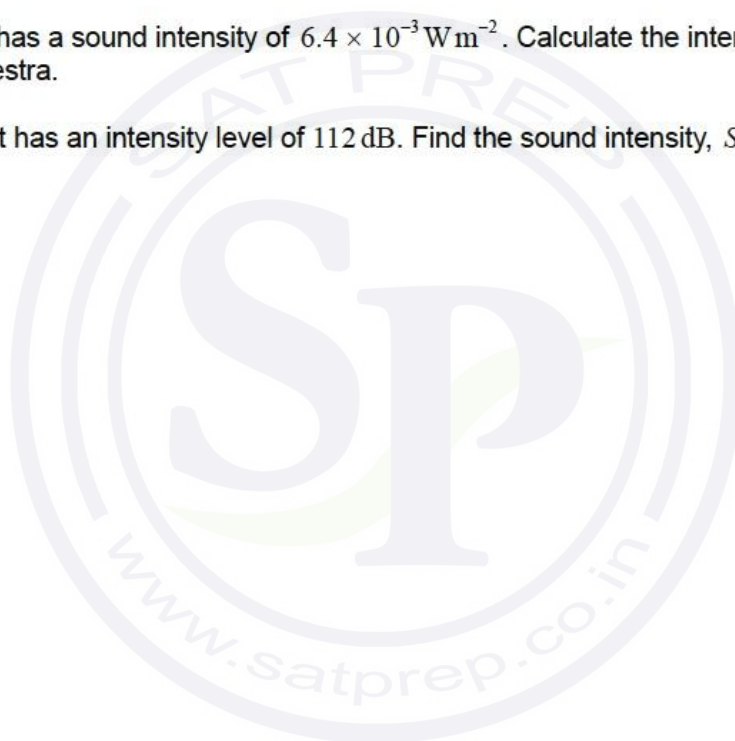 has a sound intensity of 6.4 × 10⁻³ W m⁻². Calculate the
estra.
t has an intensity level of 112 dB. Find the sound intensity, S
SAT PREP
SP
www.satprep.co.in